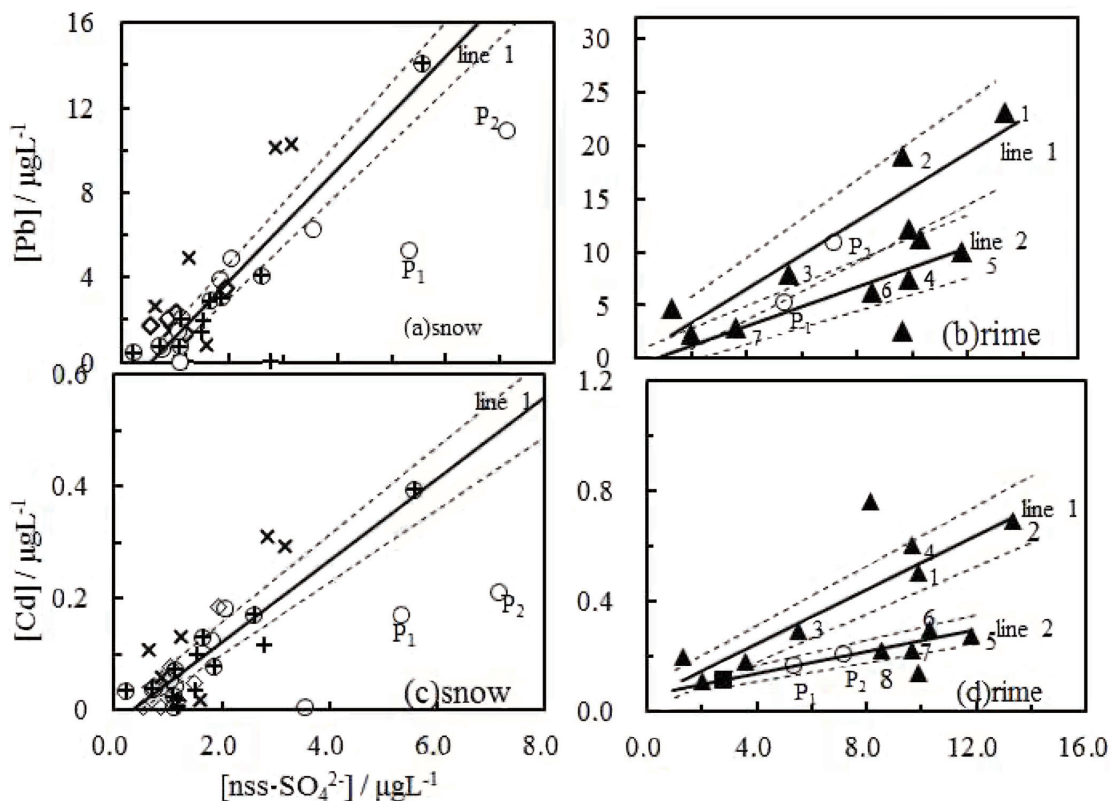 16
12
8
4
0
[Pb] / µgL⁻¹
line 1
P₂
P₁
(a)snow
30
25
20
15
10
5
0
1
2
line 1
P₂
3
line 2
4
5
6
P₁
7
(b)rime
0.6
0.4
0.2
0.0
[Cd] / µgL⁻¹
line 1
P₁
P₂
(c)snow
0.0
2.0
4.0
6.0
8.0
[nss-SO₄²⁻] / µgL⁻¹
1.2
0.8
0.4
0.0
line 1
2
4
1
3
6
line 2
5
7
P₁
P₂
8
(d)rime
0.0
4.0
8.0
12.0
16.0